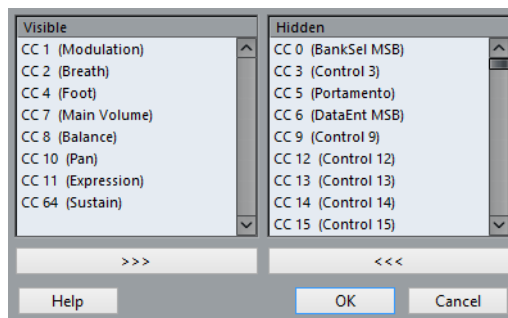 Visible
CC 1 (Modulation)
CC 2 (Breath)
CC 4 (Foot)
CC 7 (Main Volume)
CC 8 (Balance)
CC 10 (Pan)
CC 11 (Expression)
CC 64 (Sustain)
>>>
Hidden
CC 0 (BankSel MSB)
CC 3 (Control 3)
CC 5 (Portamento)
CC 6 (DataEnt MSB)
CC 9 (Control 9)
CC 12 (Control 12)
CC 13 (Control 13)
CC 14 (Control 14)
CC 15 (Control 15)
<<<
Help
OK
Cancel